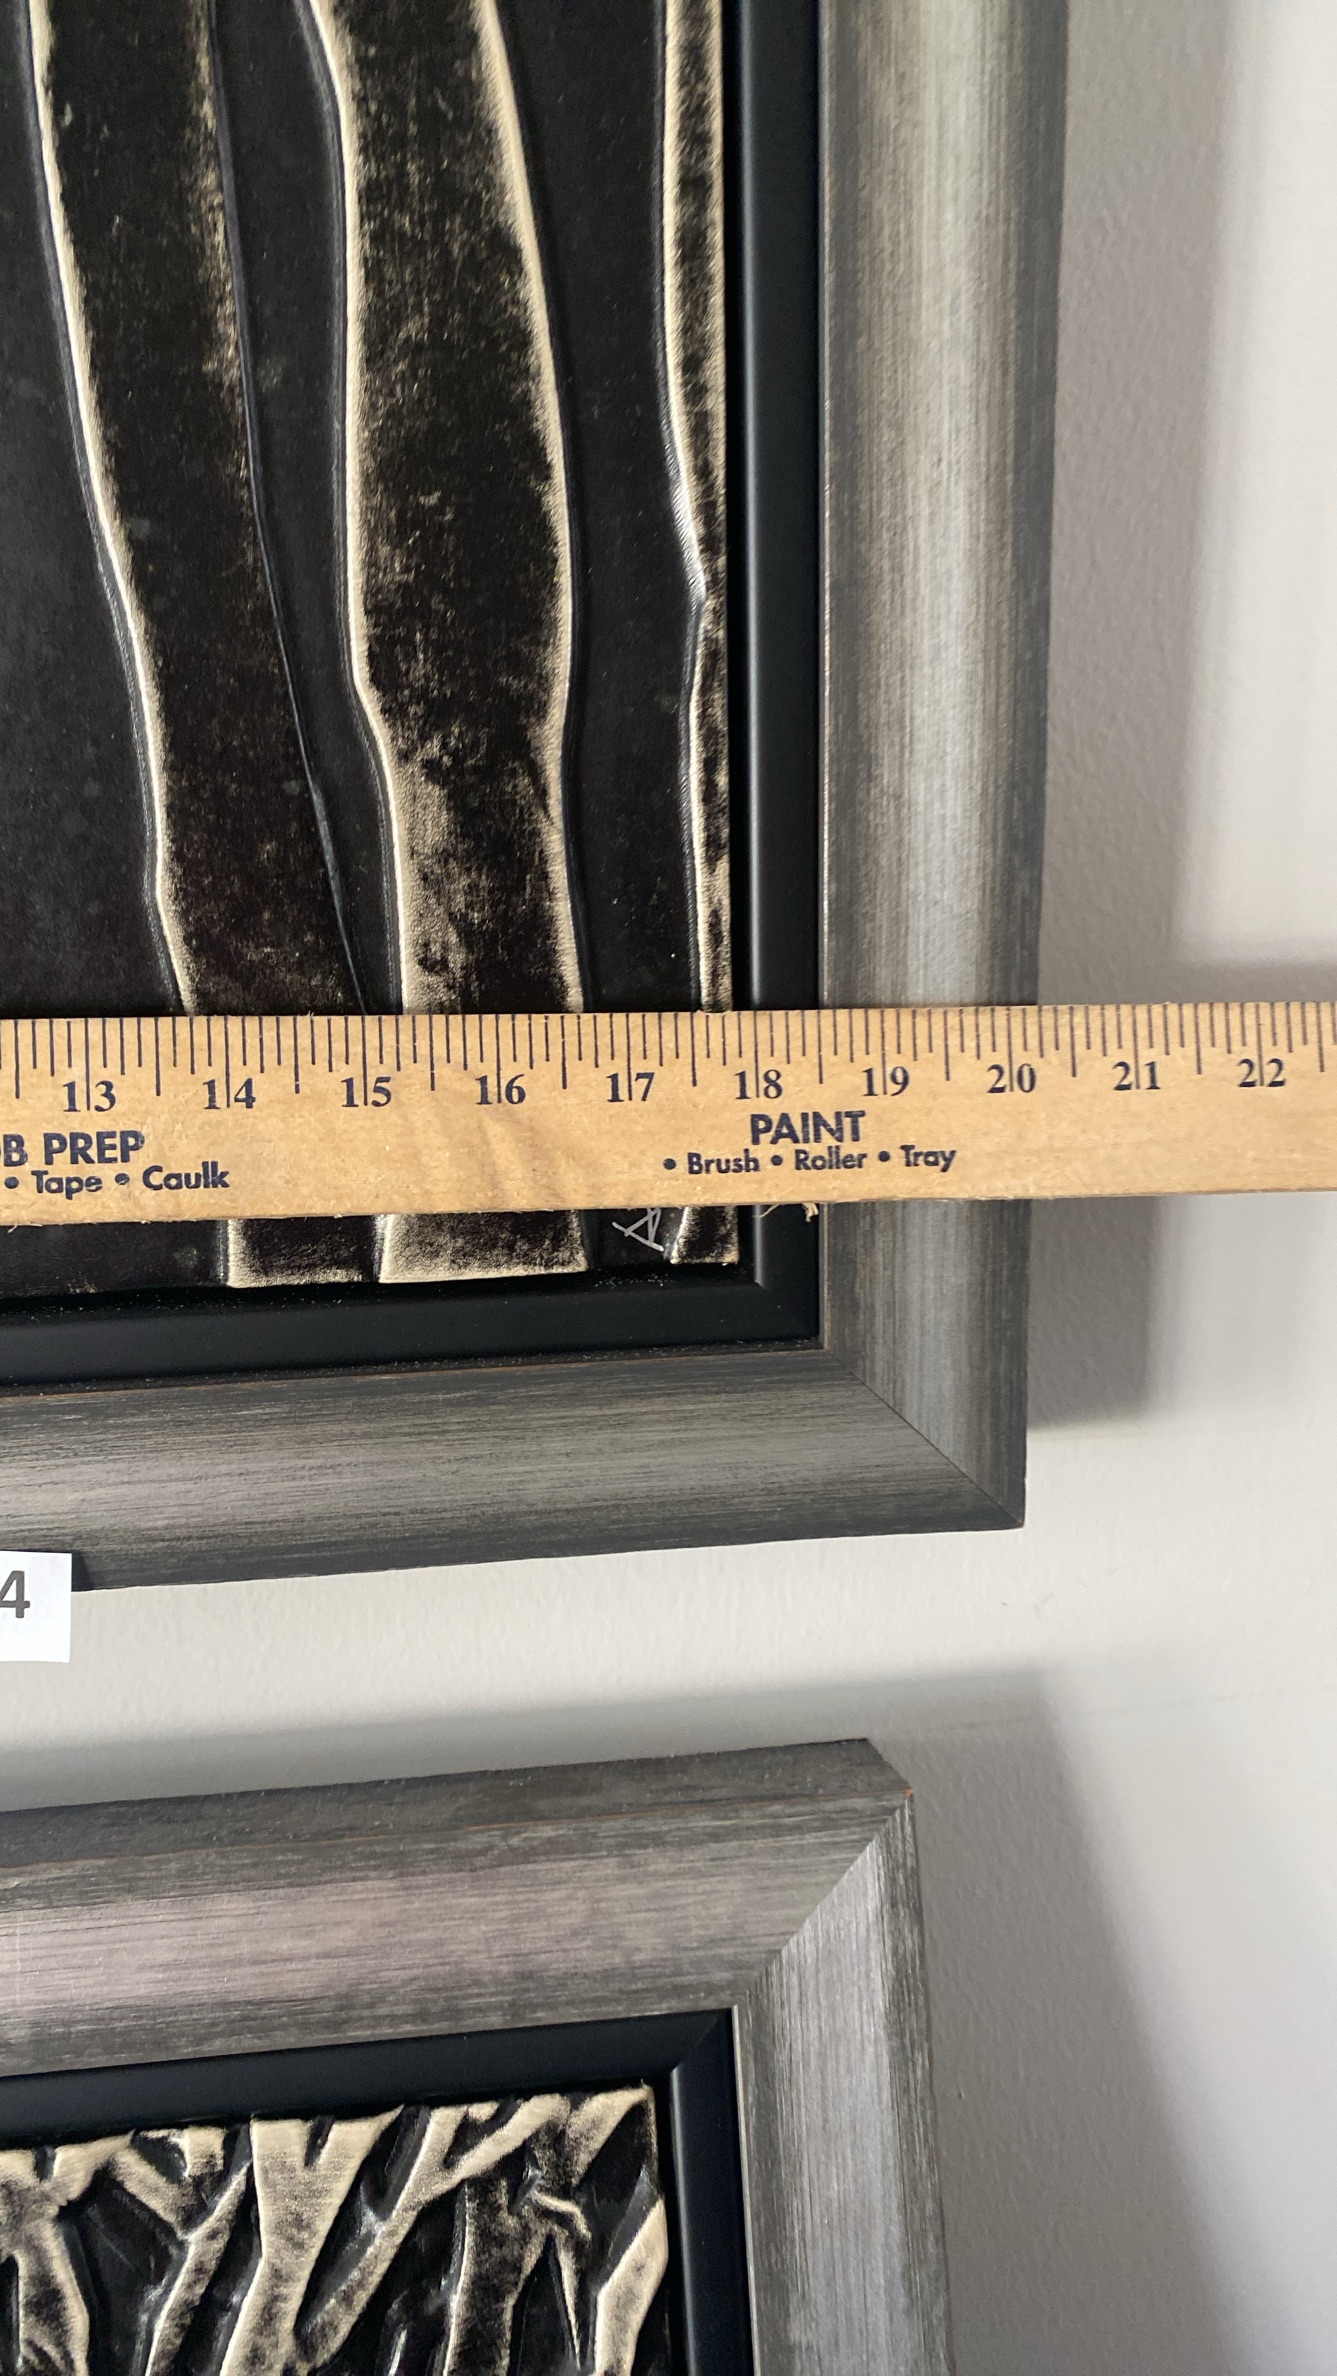 13 14 15 16 17 18 19 20 21 22
B PREP PAINT
• Tape • Caulk • Brush • Roller • Tray
4